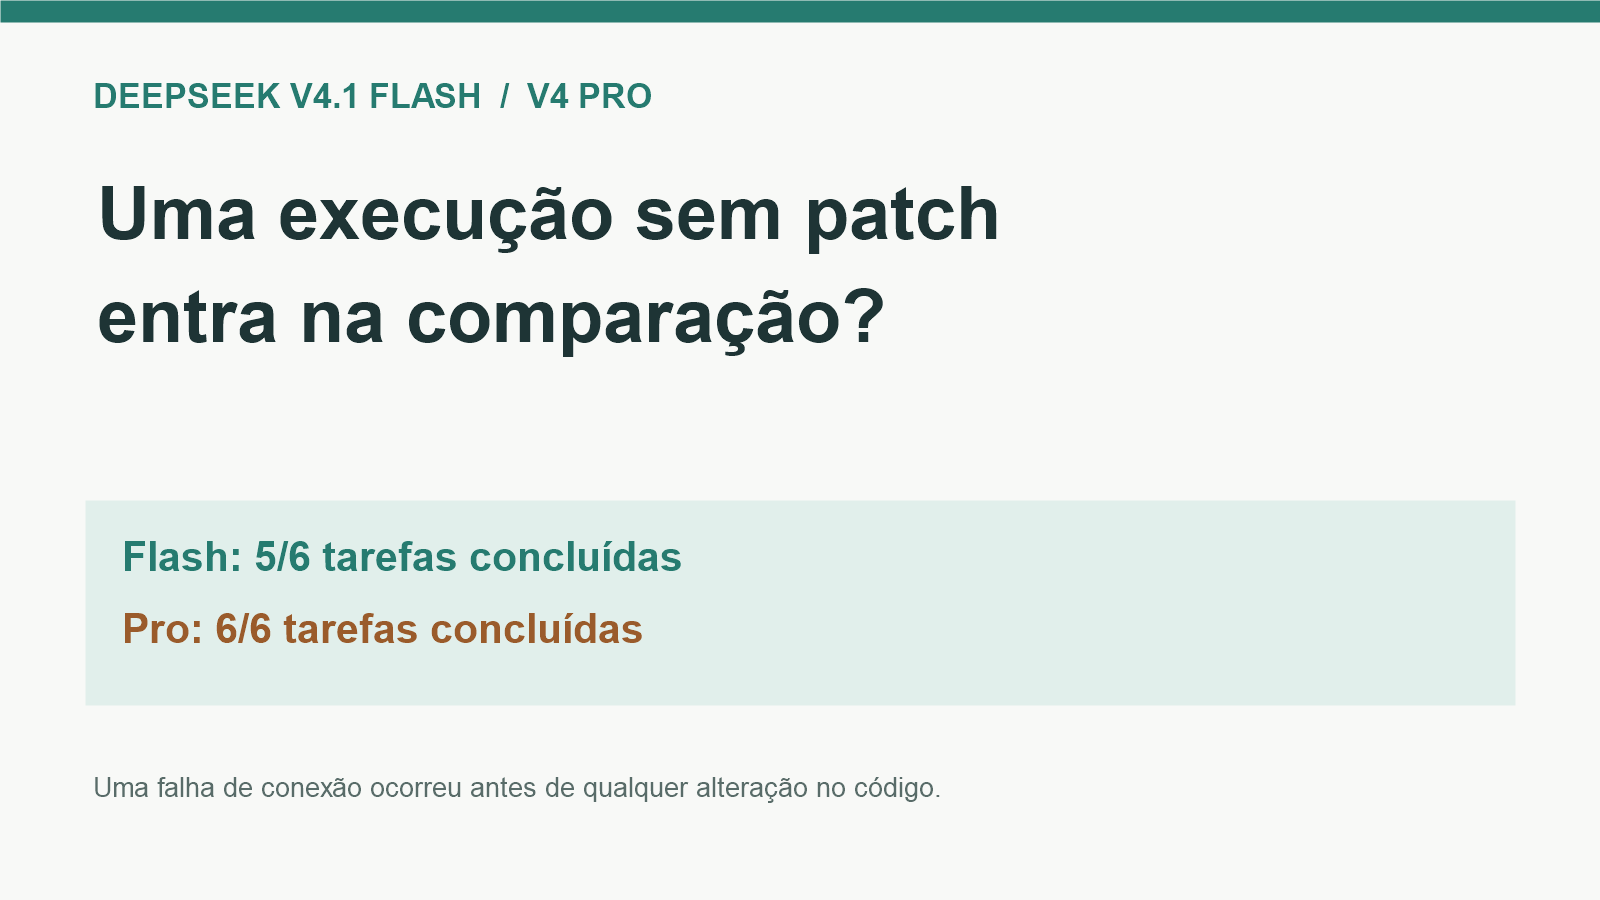 DEEPSEEK V4.1 FLASH / V4 PRO
Uma execução sem patch
entra na comparação?
Flash: 5/6 tarefas concluídas
Pro: 6/6 tarefas concluídas
Uma falha de conexão ocorreu antes de qualquer alteração no código.